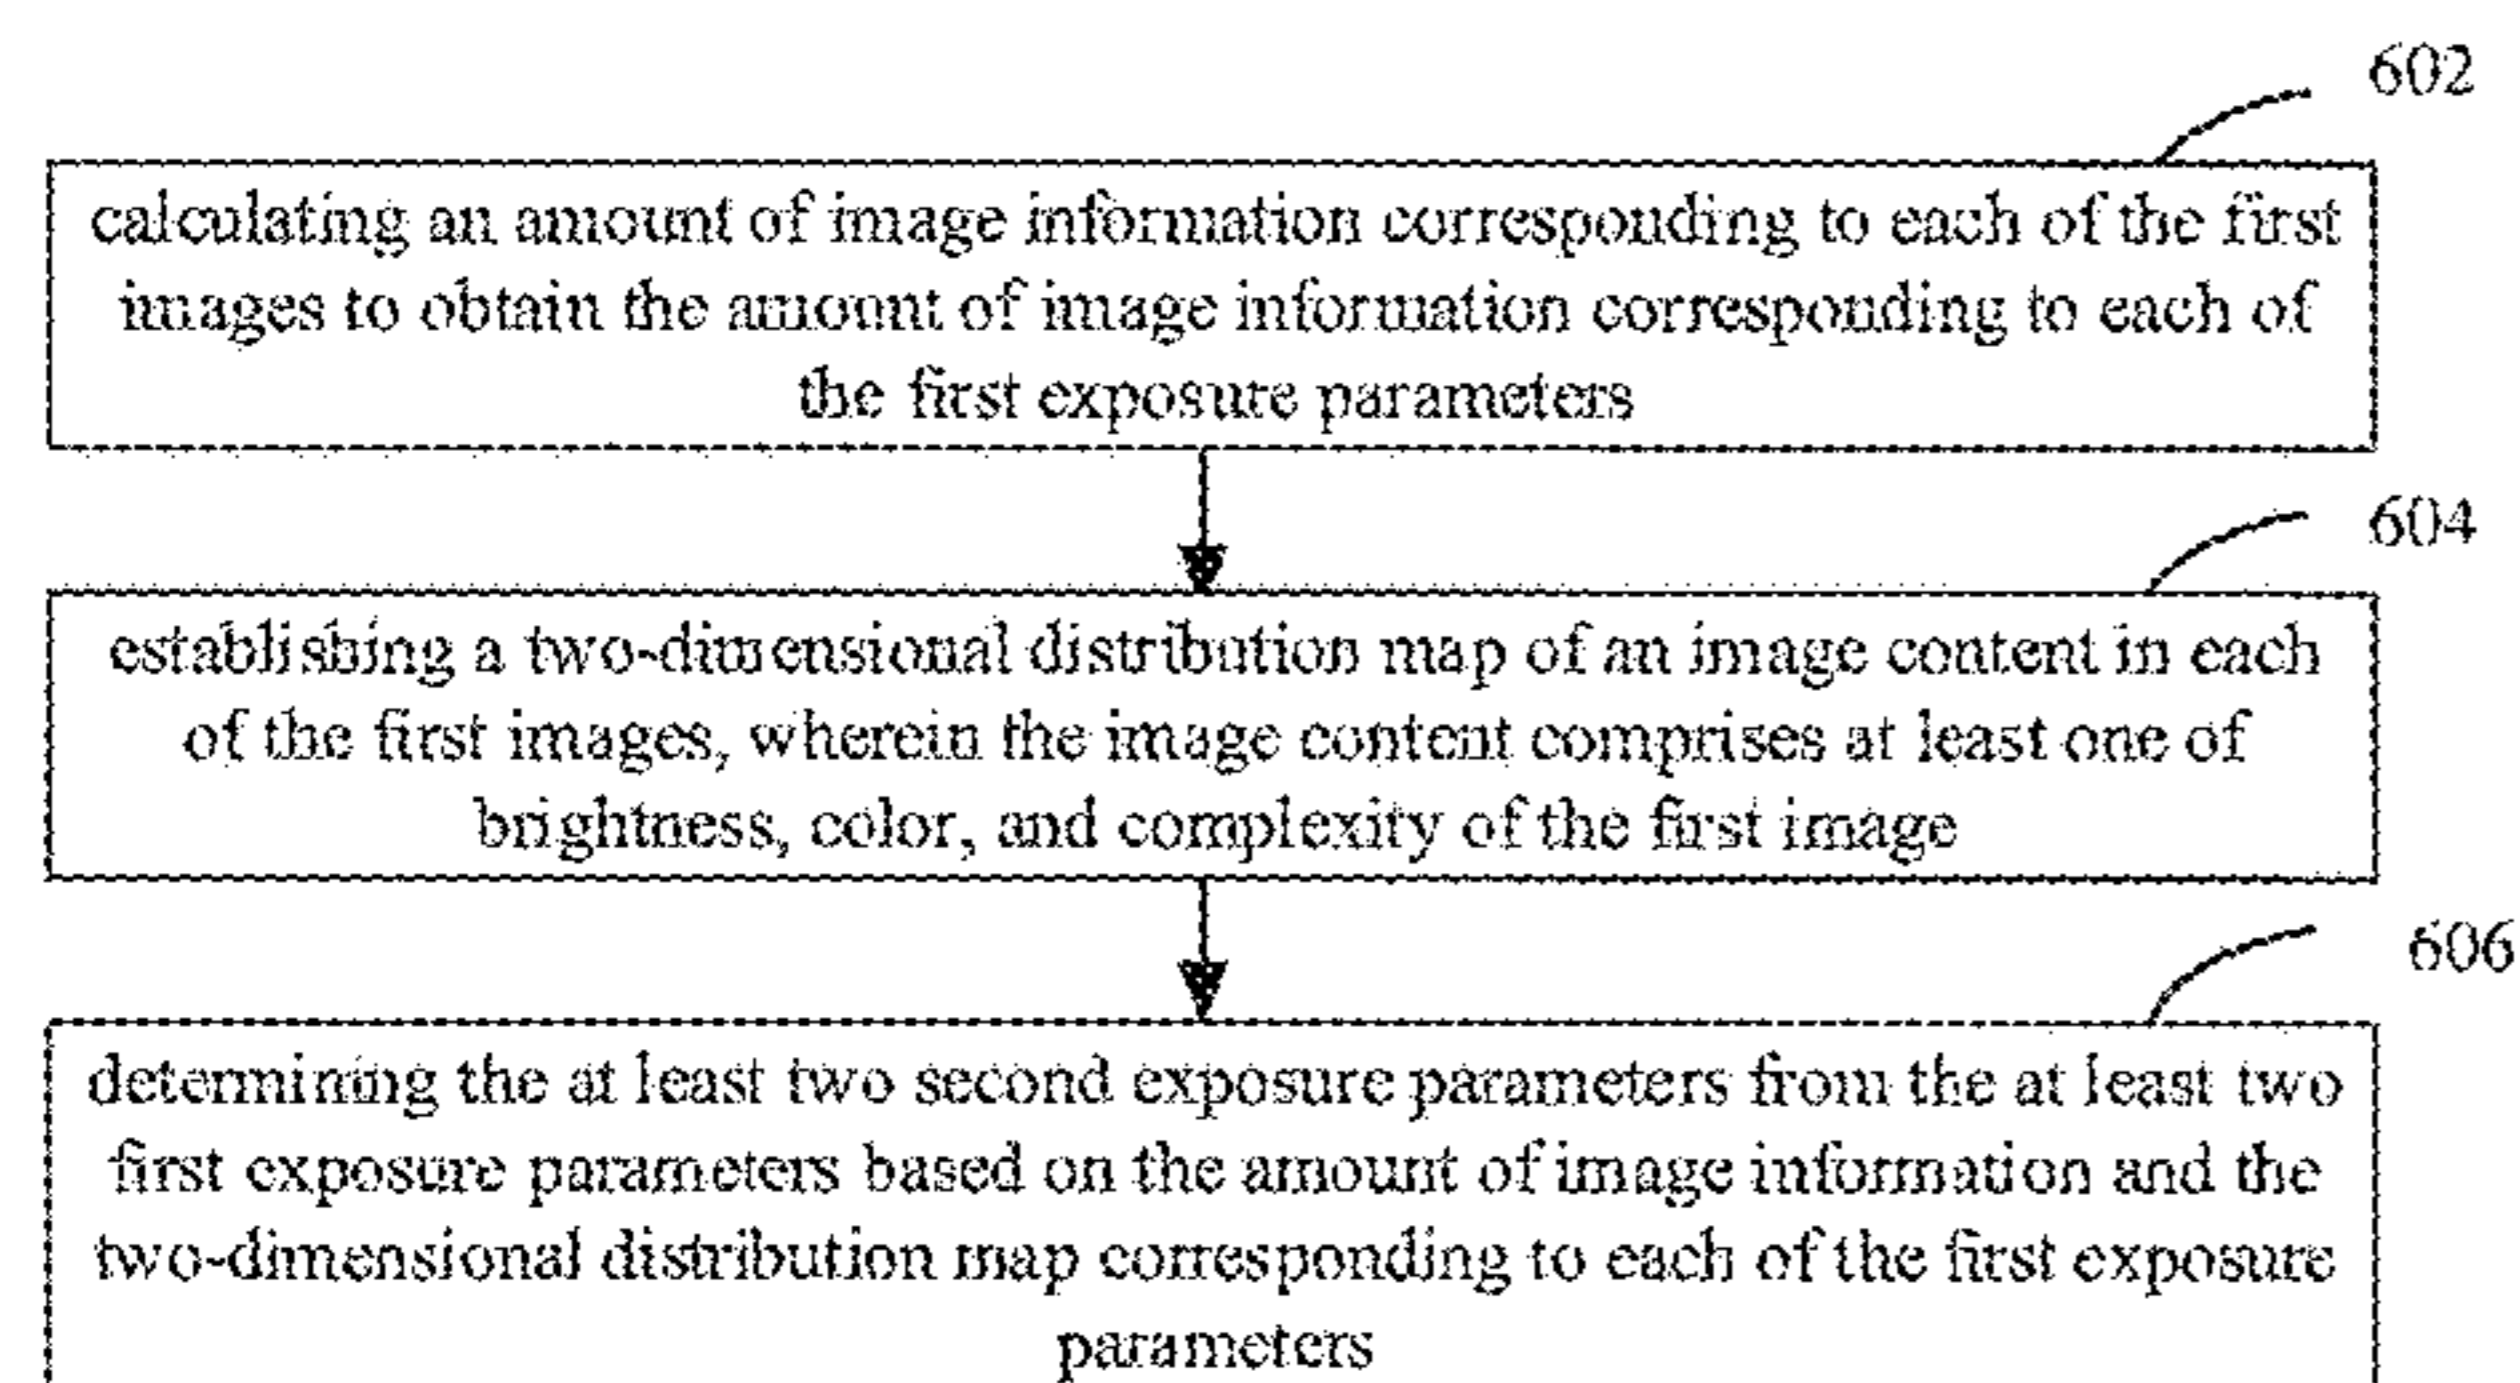 602
calculating an amount of image information corresponding to each of the first
images to obtain the amount of image information corresponding to each of
the first exposure parameters
604
establishing a two-dimensional distribution map of an image content in each
of the first images, wherein the image content comprises at least one of
brightness, color, and complexity of the first image
606
determining the at least two second exposure parameters from the at least two
first exposure parameters based on the amount of image information and the
two-dimensional distribution map corresponding to each of the first exposure
parameters